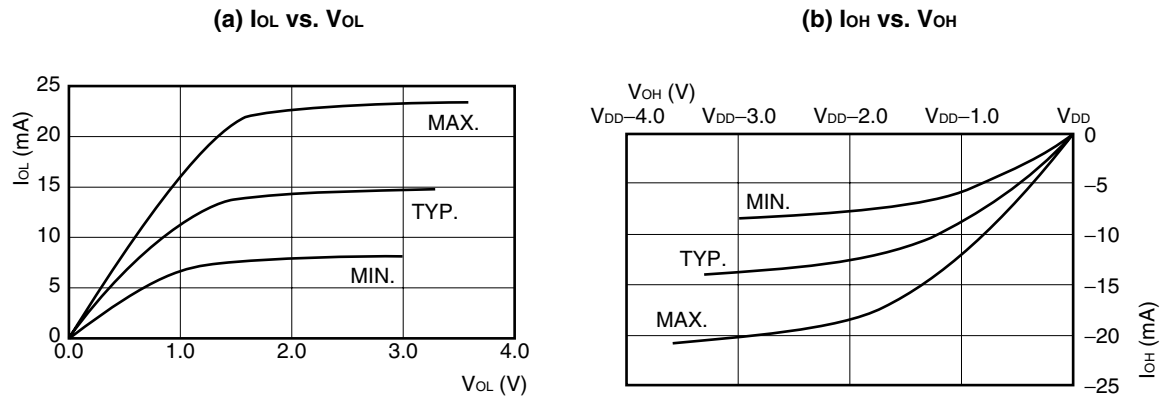 (a) IOL vs. VOL
25
20
15
10
5
0
IOL (mA)
MAX.
TYP.
MIN.
0.0 1.0 2.0 3.0 4.0
VOL (V)
(b) IOH vs. VOH
VOH (V)
VDD−4.0 VDD−3.0 VDD−2.0 VDD−1.0 VDD
0
−5
−10
−15
−20
−25
IOH (mA)
MIN.
TYP.
MAX.